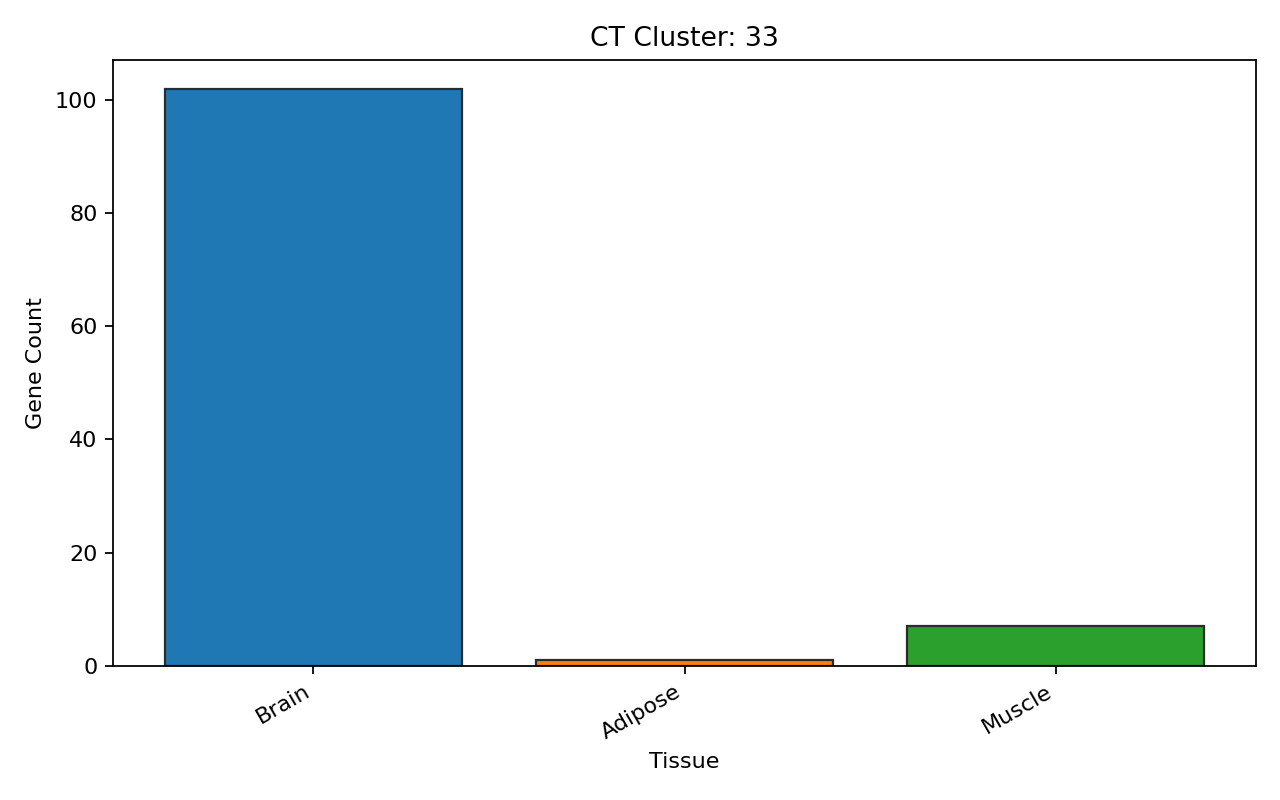 CT Cluster: 33
Gene Count
100
80
60
40
20
0
Brain
Adipose
Muscle
Tissue